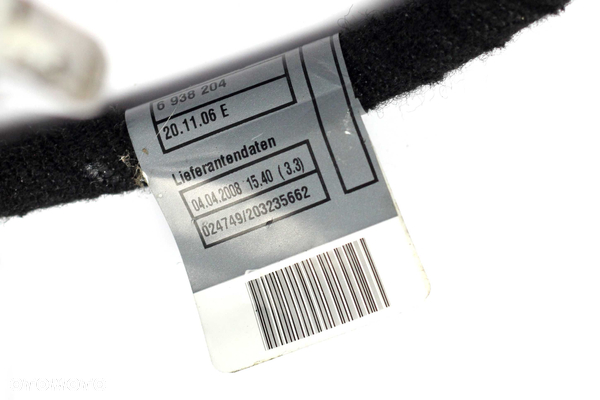 6 938 204
20.11.06 E
Lieferantendaten
04.04.2008 15.40 (3.3)
024749/203235662